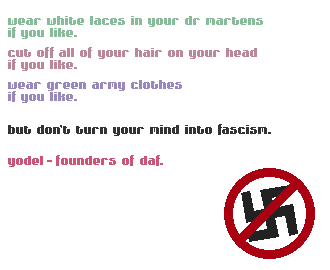 wear white laces in your dr martens
if you like.
cut off all of your hair on your head
if you like.
wear green army clothes
if you like.
but don't turn your mind into fascism.
yodel - founders of daf.